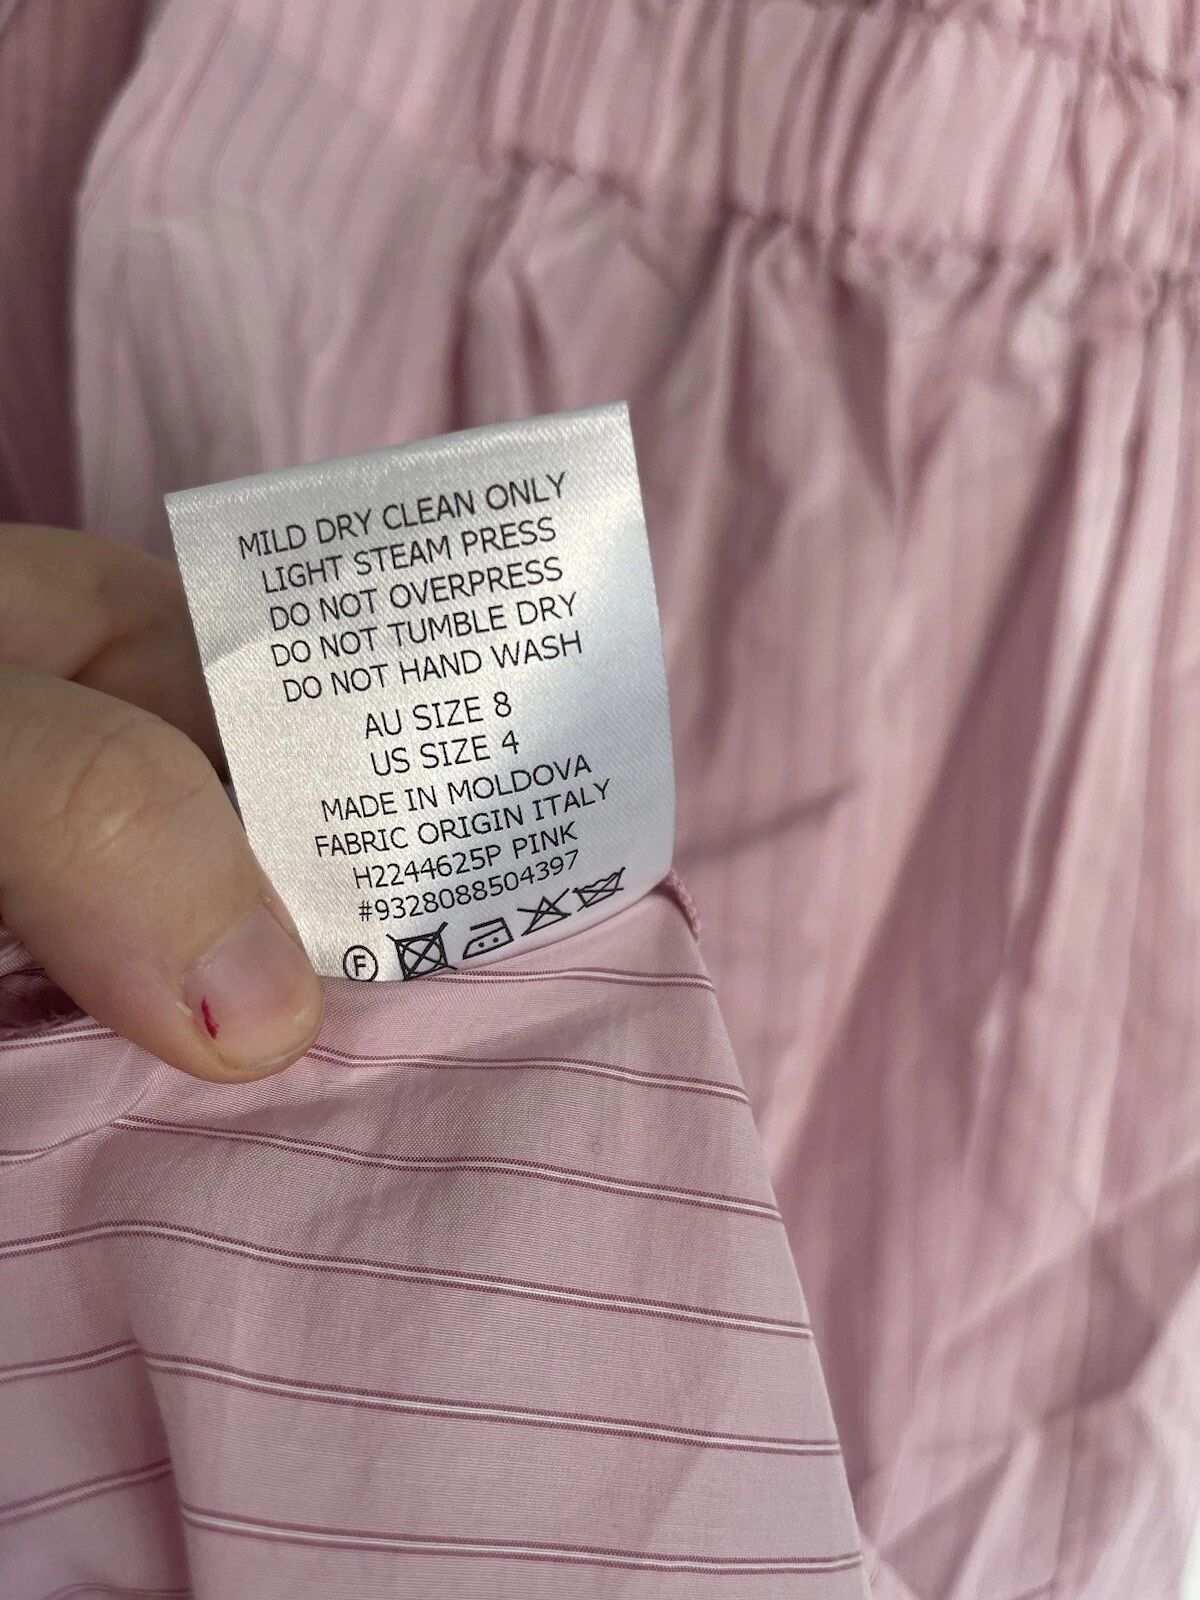 MILD DRY CLEAN ONLY
LIGHT STEAM PRESS
DO NOT OVERPRESS
DO NOT TUMBLE DRY
DO NOT HAND WASH
AU SIZE 8
US SIZE 4
MADE IN MOLDOVA
FABRIC ORIGIN ITALY
H2244625P PINK
#9328088504397
F